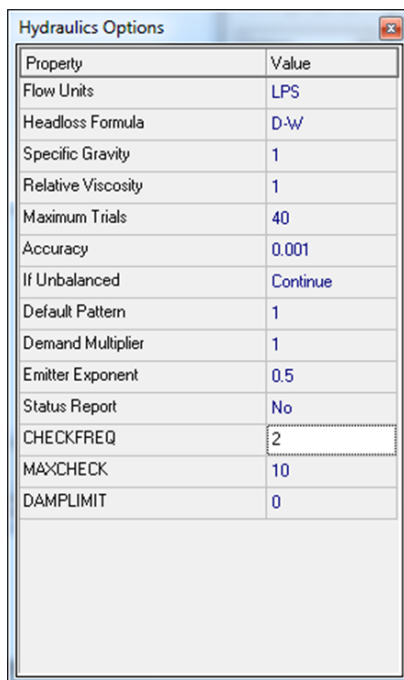 Hydraulics Options
Property Value
Flow Units LPS
Headloss Formula D-W
Specific Gravity 1
Relative Viscosity 1
Maximum Trials 40
Accuracy 0.001
If Unbalanced Continue
Default Pattern 1
Demand Multiplier 1
Emitter Exponent 0.5
Status Report No
CHECKFREQ 2
MAXCHECK 10
DAMPLIMIT 0